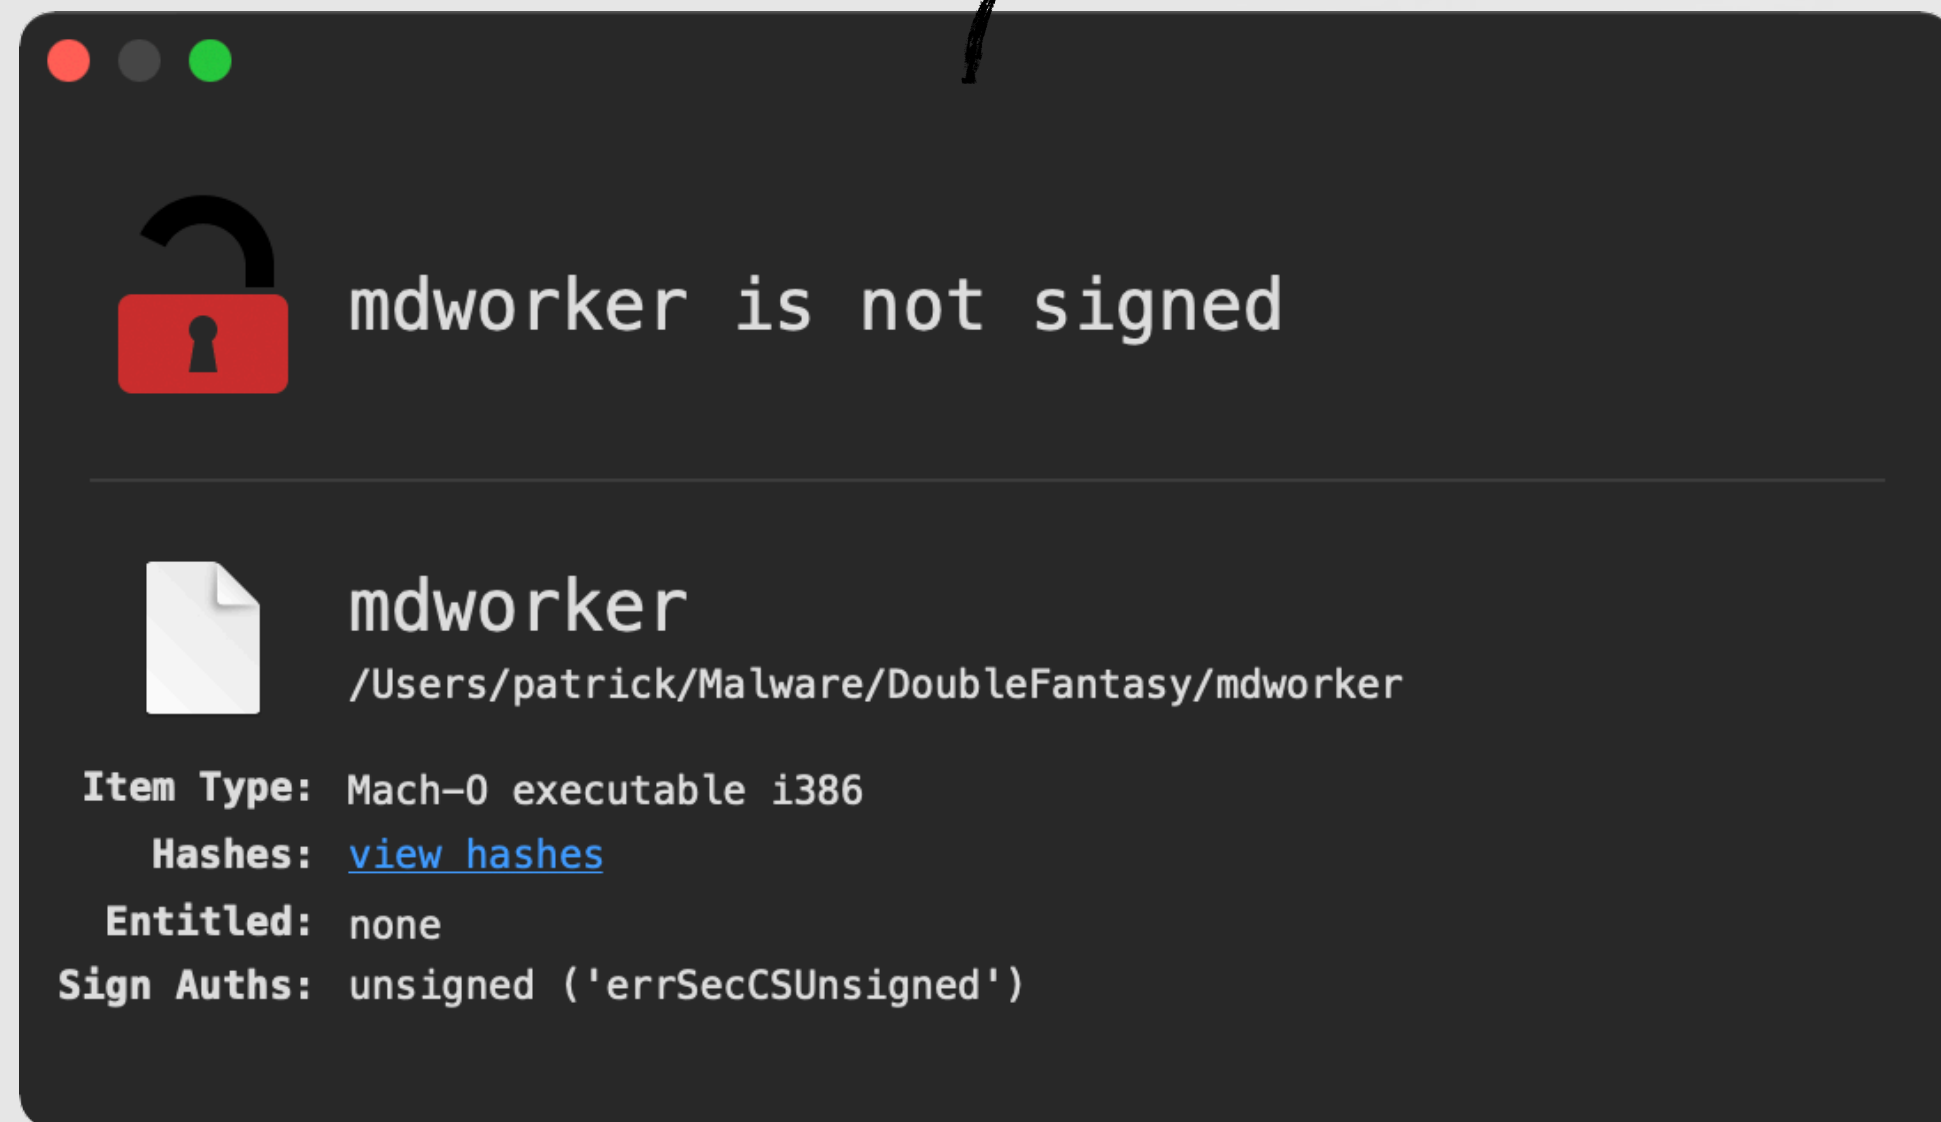 mdworker is not signed
mdworker
/Users/patrick/Malware/DoubleFantasy/mdworker
Item Type: Mach-O executable i386
Hashes: view hashes
Entitled: none
Sign Auths: unsigned ('errSecCSUnsigned')